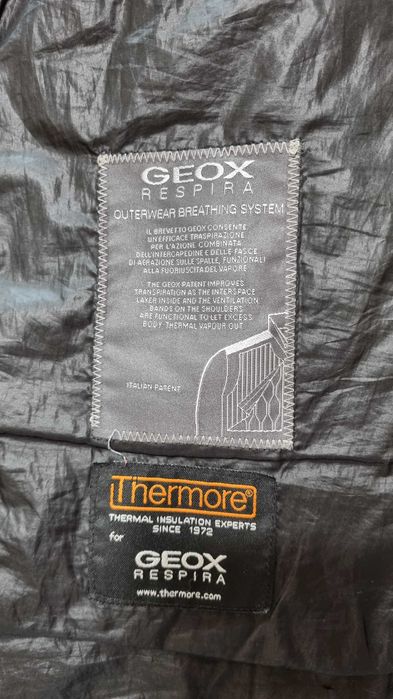 GEOX
RESPIRA
OUTERWEAR BREATHING SYSTEM
IL BREVETTO GEOX CONSENTE
UN'EFFICACE TRASPIRAZIONE
PER L'AZIONE COMBINATA
DELL'INTERCAPEDINE E DELLE FASCE
DI AERAZIONE SULLE SPALLE, FUNZIONALI
ALLA FUORIUSCITA DEL VAPORE
THE GEOX PATENT IMPROVES
TRANSPIRATION AS THE INTERSPACE
LAYER INSIDE AND THE VENTILATION
BANDS ON THE SHOULDERS
ARE FUNCTIONAL TO LET EXCESS
BODY THERMAL VAPOUR OUT
ITALIAN PATENT
Thermore®
THERMAL INSULATION EXPERTS
SINCE 1972
for
GEOX
RESPIRA
www.thermore.com